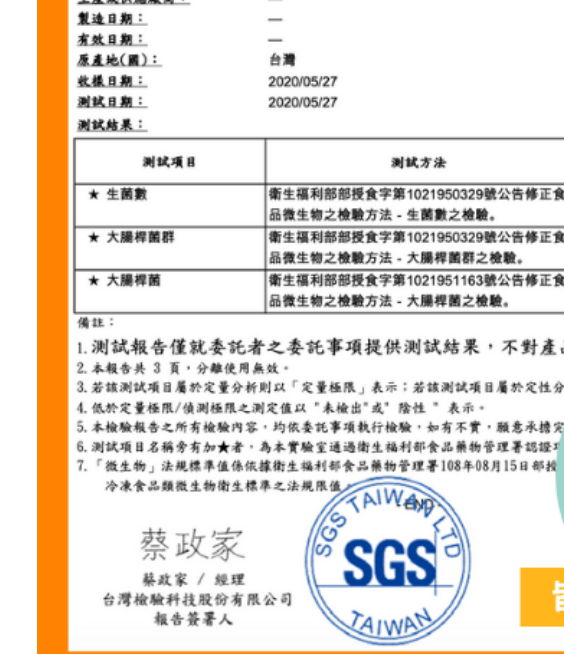 製造日期： —
有效日期： —
原產地(國)： 台灣
收樣日期： 2020/05/27
測試日期： 2020/05/27
測試結果：
測試項目 測試方法
★ 生菌數 衛生福利部部授食字第1021950329號公告修正食
品微生物之檢驗方法 - 生菌數之檢驗。
★ 大腸桿菌群 衛生福利部部授食字第1021950329號公告修正食
品微生物之檢驗方法 - 大腸桿菌群之檢驗。
★ 大腸桿菌 衛生福利部部授食字第1021951163號公告修正食
品微生物之檢驗方法 - 大腸桿菌之檢驗。
備註：
1.測試報告僅就委託者之委託事項提供測試結果，不對產品
2.本報告共 3 頁，分離使用無效。
3.若該測試項目屬於定量分析則以「定量極限」表示；若該測試項目屬於定性分
4.低於定量極限/偵測極限之測定值以 "未檢出"或" 陰性 " 表示。
5.本檢驗報告之所有檢驗內容，均依委託事項執行檢驗，如有不實，願意承擔完
6.測試項目名稱旁有加★者，為本實驗室通過衛生福利部食品藥物管理署認證項
7.「微生物」法規標準值係依據衛生福利部食品藥物管理署108年08月15日部授
冷凍食品類微生物衛生標準之法規限值。
-END-
SGS TAIWAN LTD
SGS
TAIWAN
蔡政家
蔡政家 / 經理
台灣檢驗科技股份有限公司
報告簽署人